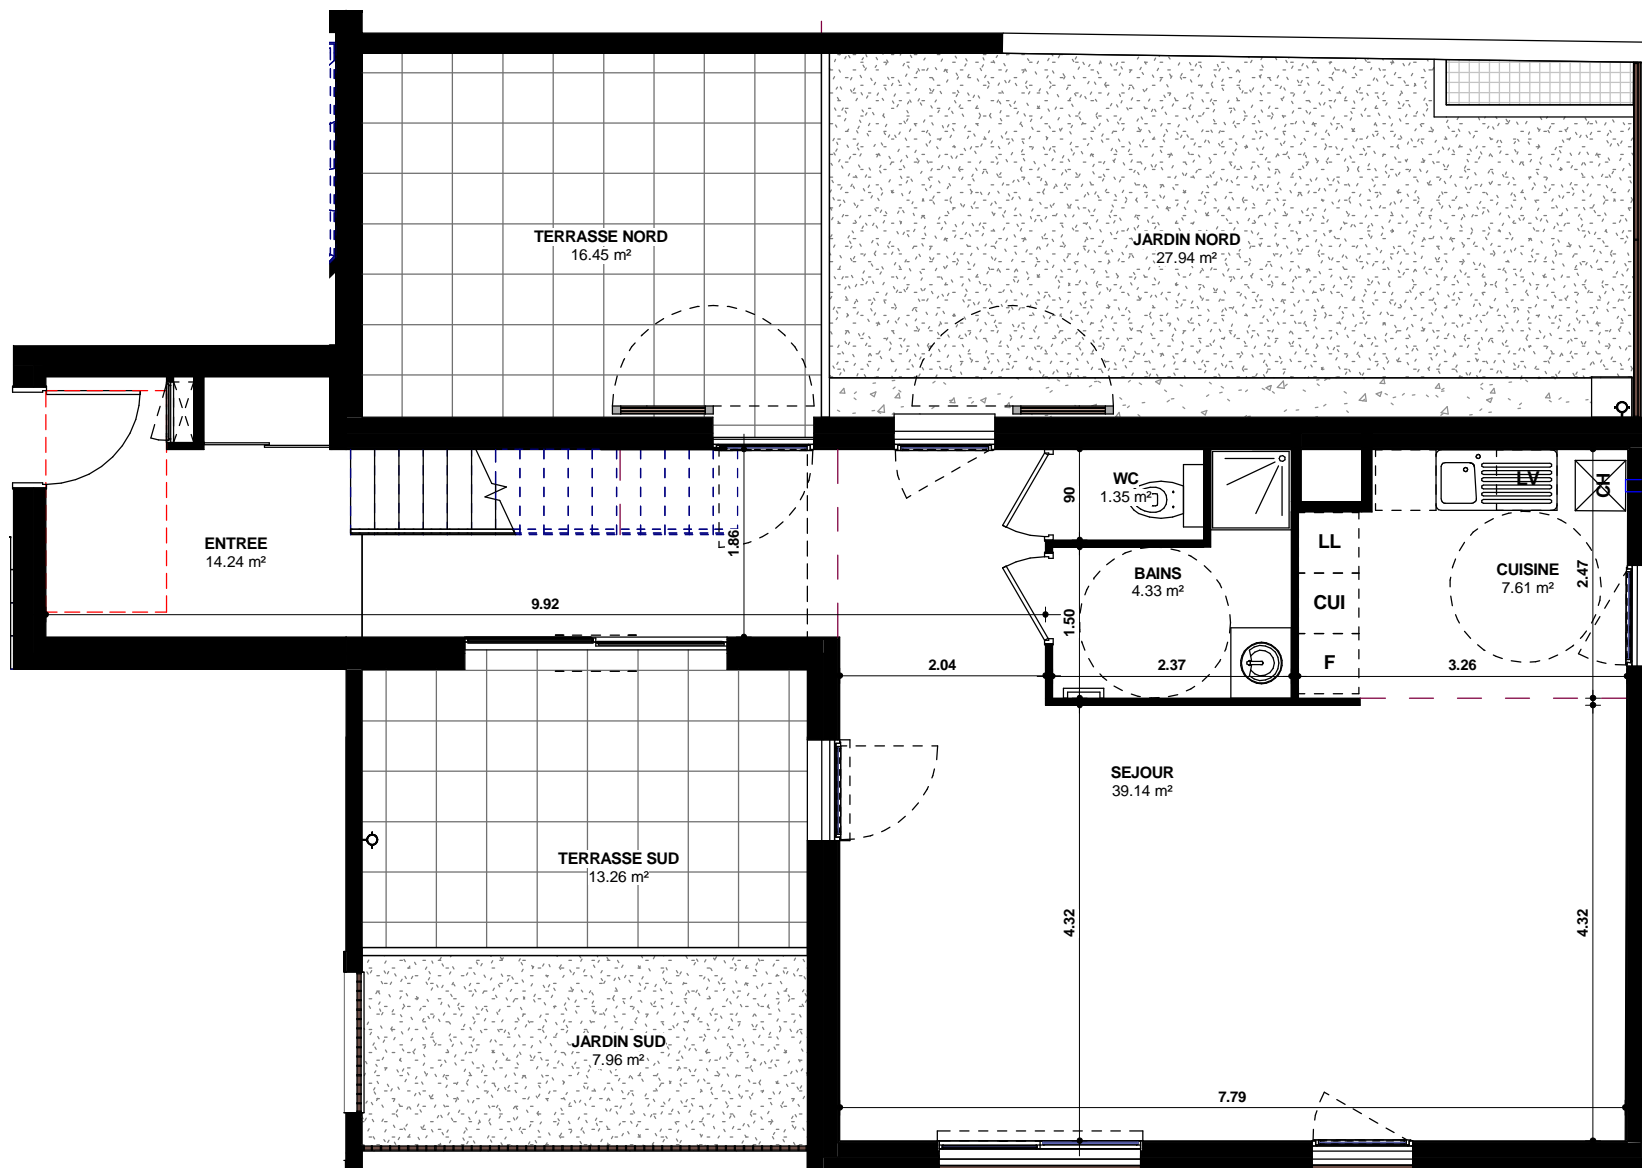 TERRASSE NORD
16.45 m²
JARDIN NORD
27.94 m²
WC
1.35 m²
90
LV
CH
ENTREE
14.24 m²
1.86
LL
BAINS
4.33 m²
CUISINE
7.61 m²
2.47
9.92
CUI
1.50
2.04
2.37
F
3.26
SEJOUR
39.14 m²
TERRASSE SUD
13.26 m²
4.32
4.32
JARDIN SUD
7.96 m²
7.79